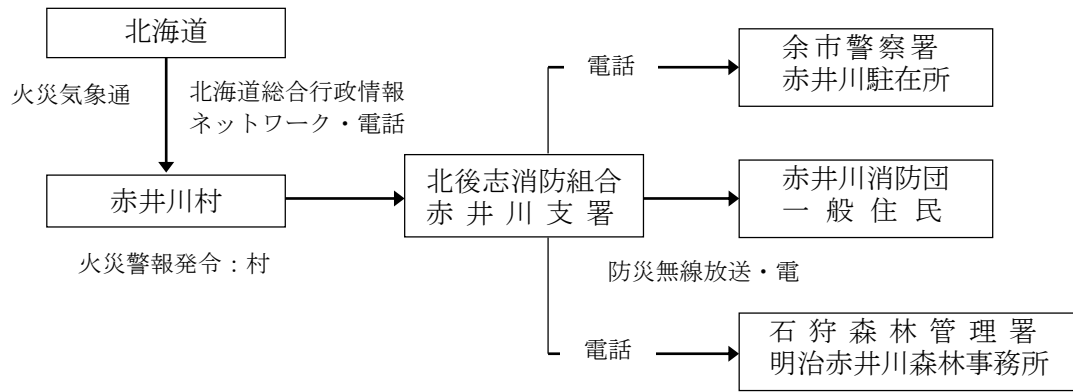 北海道
火災気象通
北海道総合行政情報
ネットワーク・電話
赤井川村
火災警報発令：村
北後志消防組合
赤井川支署
電話
余市警察署
赤井川駐在所
赤井川消防団
一般住民
防災無線放送・電
電話
石狩森林管理署
明治赤井川森林事務所